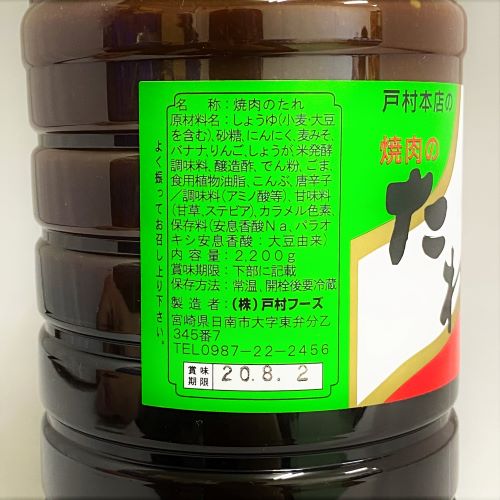 名称:焼肉のたれ
原材料名:しょうゆ(小麦・大豆
を含む)、砂糖、にんにく、麦みそ、
バナナ、りんご、しょうが、米発酵
調味料、醸造酢、でん粉、ごま、
食用植物油脂、こんぶ、唐辛子
/調味料(アミノ酸等)、甘味料
(甘草、ステビア)、カラメル色素、
保存料(安息香酸Na、パラオ
キシ安息香酸:大豆由来)
内容量:2,200g
賞味期限:下部に記載
保存方法:常温、開栓後要冷蔵
製造者:(株)戸村フーズ
宮崎県日南市大字東弁分乙
345番7
TEL0987-22-2456
賞味
期限
20.8.2
よく振ってお召し上り下さい。
戸村本店の
焼肉の
たれ